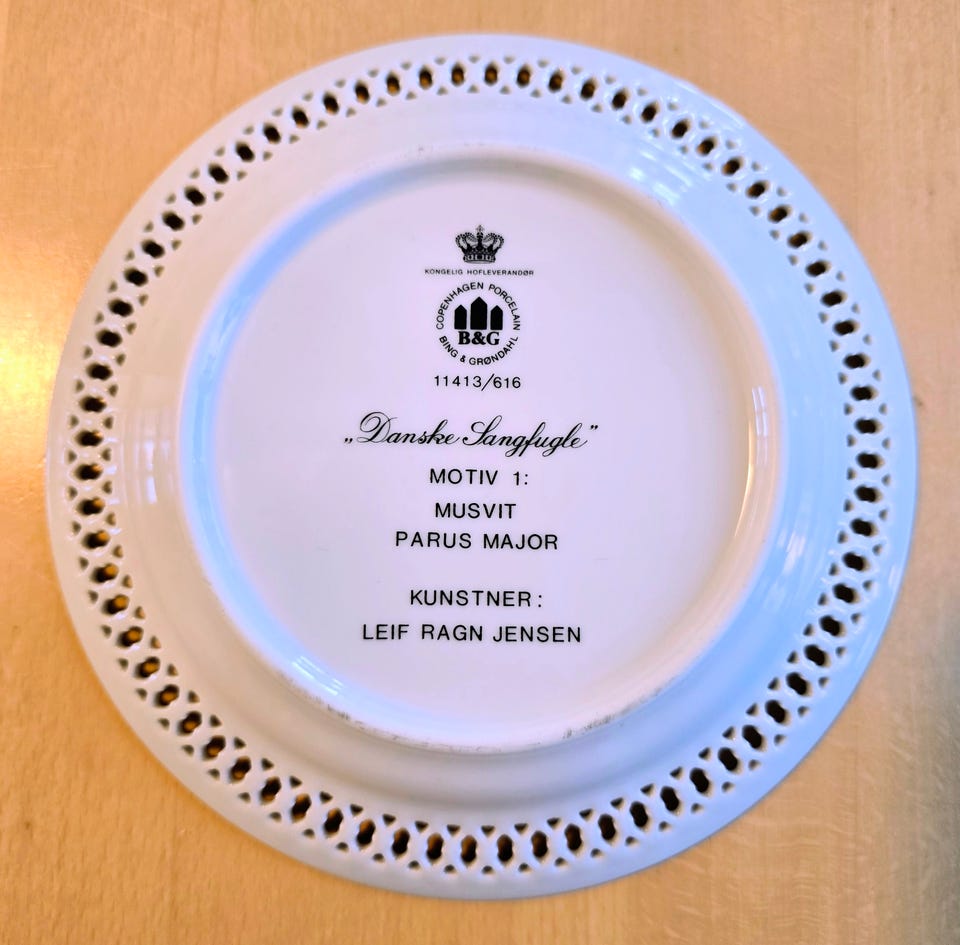 KONGELIG HOFLEVERANDØR
COPENHAGEN PORCELAIN
B&G
BING & GRØNDAHL
11413/616
„Danske Sangfugle”
MOTIV 1:
MUSVIT
PARUS MAJOR
KUNSTNER:
LEIF RAGN JENSEN